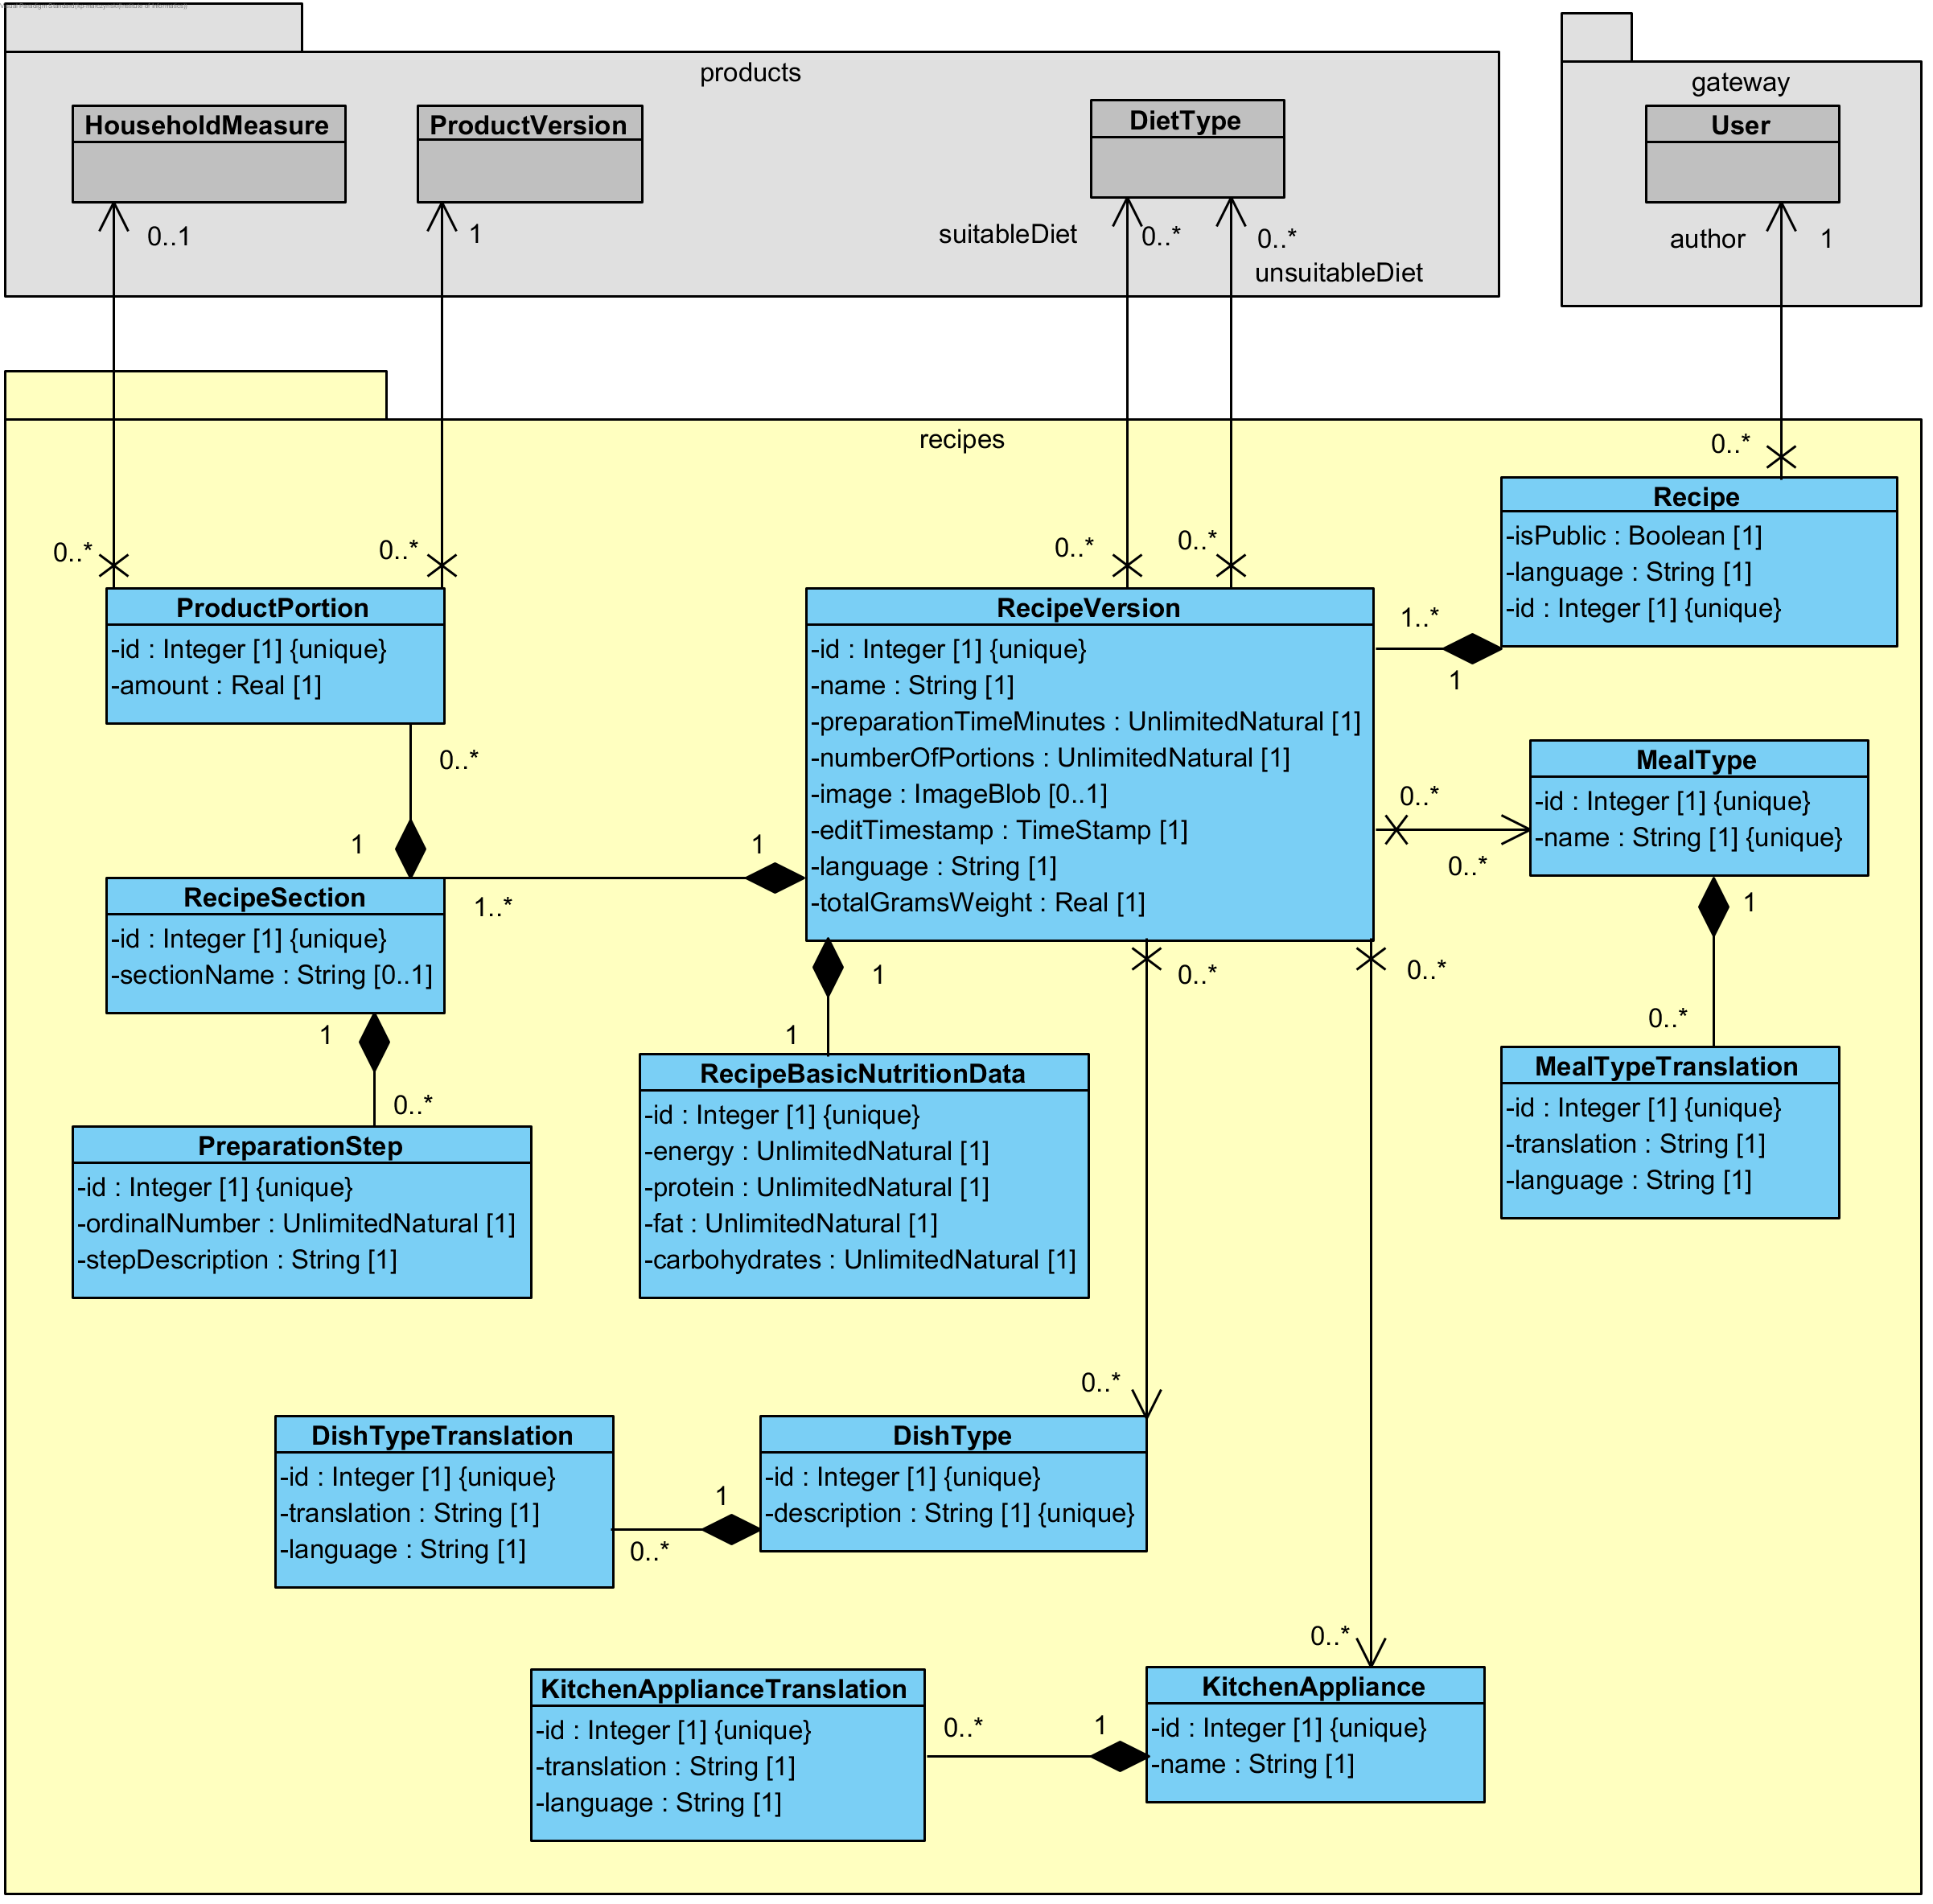 products
gateway
HouseholdMeasure
ProductVersion
DietType
User
0..1
1
suitableDiet
0..*
0..*
unsuitableDiet
author
1
recipes
0..*
0..*
0..*
0..*
0..*
Recipe
-isPublic : Boolean [1]
-language : String [1]
-id : Integer [1] {unique}
ProductPortion
-id : Integer [1] {unique}
-amount : Real [1]
RecipeVersion
-id : Integer [1] {unique}
-name : String [1]
-preparationTimeMinutes : UnlimitedNatural [1]
-numberOfPortions : UnlimitedNatural [1]
-image : ImageBlob [0..1]
-editTimestamp : TimeStamp [1]
-language : String [1]
-totalGramsWeight : Real [1]
1..*
1
MealType
-id : Integer [1] {unique}
-name : String [1] {unique}
0..*
0..*
0..*
1
1
1..*
RecipeSection
-id : Integer [1] {unique}
-sectionName : String [0..1]
1
0..*
1
0..*
1
1
0..*
0..*
MealTypeTranslation
-id : Integer [1] {unique}
-translation : String [1]
-language : String [1]
RecipeBasicNutritionData
-id : Integer [1] {unique}
-energy : UnlimitedNatural [1]
-protein : UnlimitedNatural [1]
-fat : UnlimitedNatural [1]
-carbohydrates : UnlimitedNatural [1]
PreparationStep
-id : Integer [1] {unique}
-ordinalNumber : UnlimitedNatural [1]
-stepDescription : String [1]
0..*
DishTypeTranslation
-id : Integer [1] {unique}
-translation : String [1]
-language : String [1]
1
0..*
DishType
-id : Integer [1] {unique}
-description : String [1] {unique}
0..*
KitchenApplianceTranslation
-id : Integer [1] {unique}
-translation : String [1]
-language : String [1]
0..*
1
KitchenAppliance
-id : Integer [1] {unique}
-name : String [1]